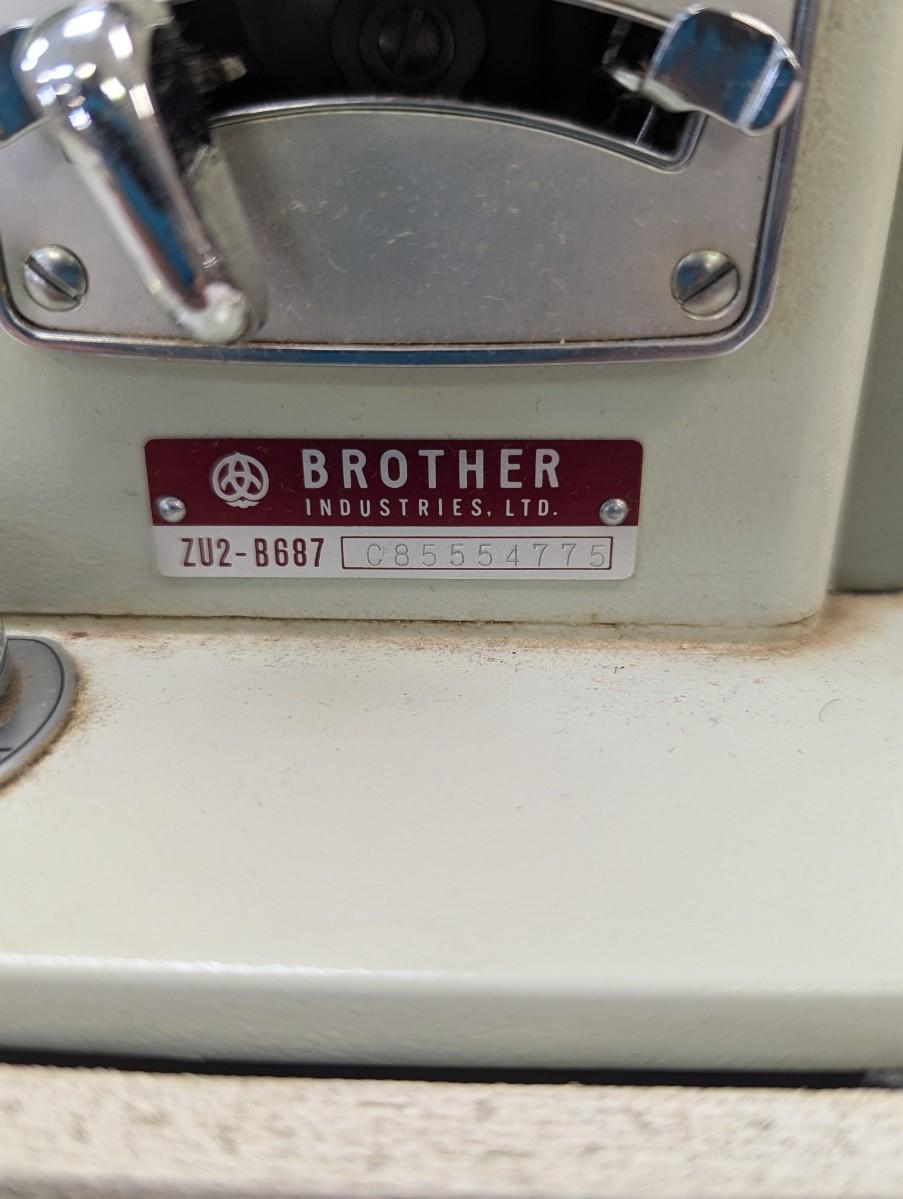 BROTHER
INDUSTRIES, LTD.
ZU2-B687 C85554775